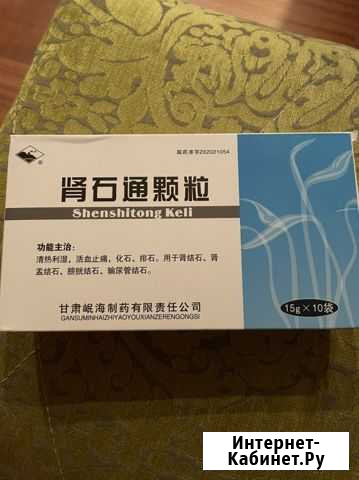 国药准字Z62021054
肾石通颗粒
Shenshitong Keli
功能主治:
清热利湿，活血止痛，化石，排石。用于肾结石、肾
盂结石、膀胱结石、输尿管结石。
甘肃岷海制药有限责任公司
GANSUMINHAIZHIYAOYOUXIANZERENGONGSI
15g×10袋
Интернет-
Кабинет.Ру